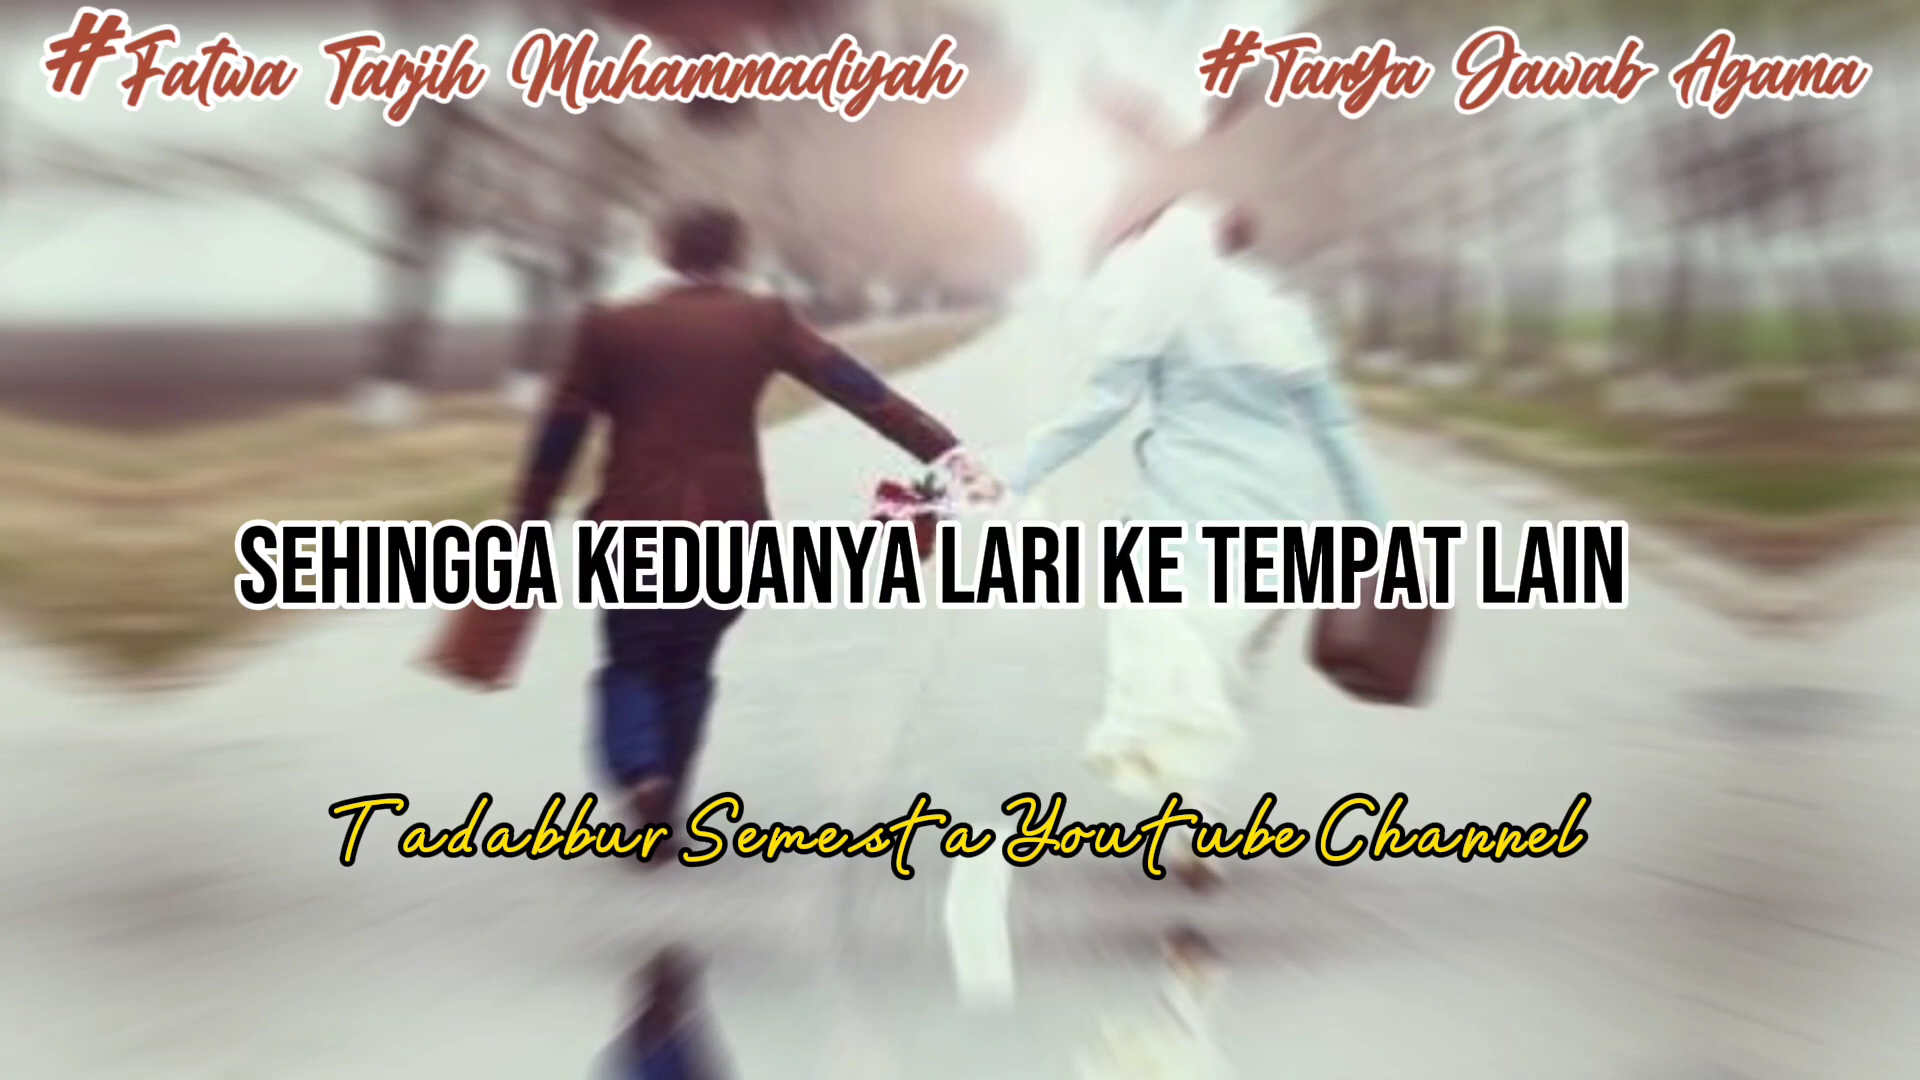 #Fatwa Tarjih Muhammadiyah
#Tanya Jawab Agama
SEHINGGA KEDUANYA LARI KE TEMPAT LAIN
Tadabbur Semesta Youtube Channel